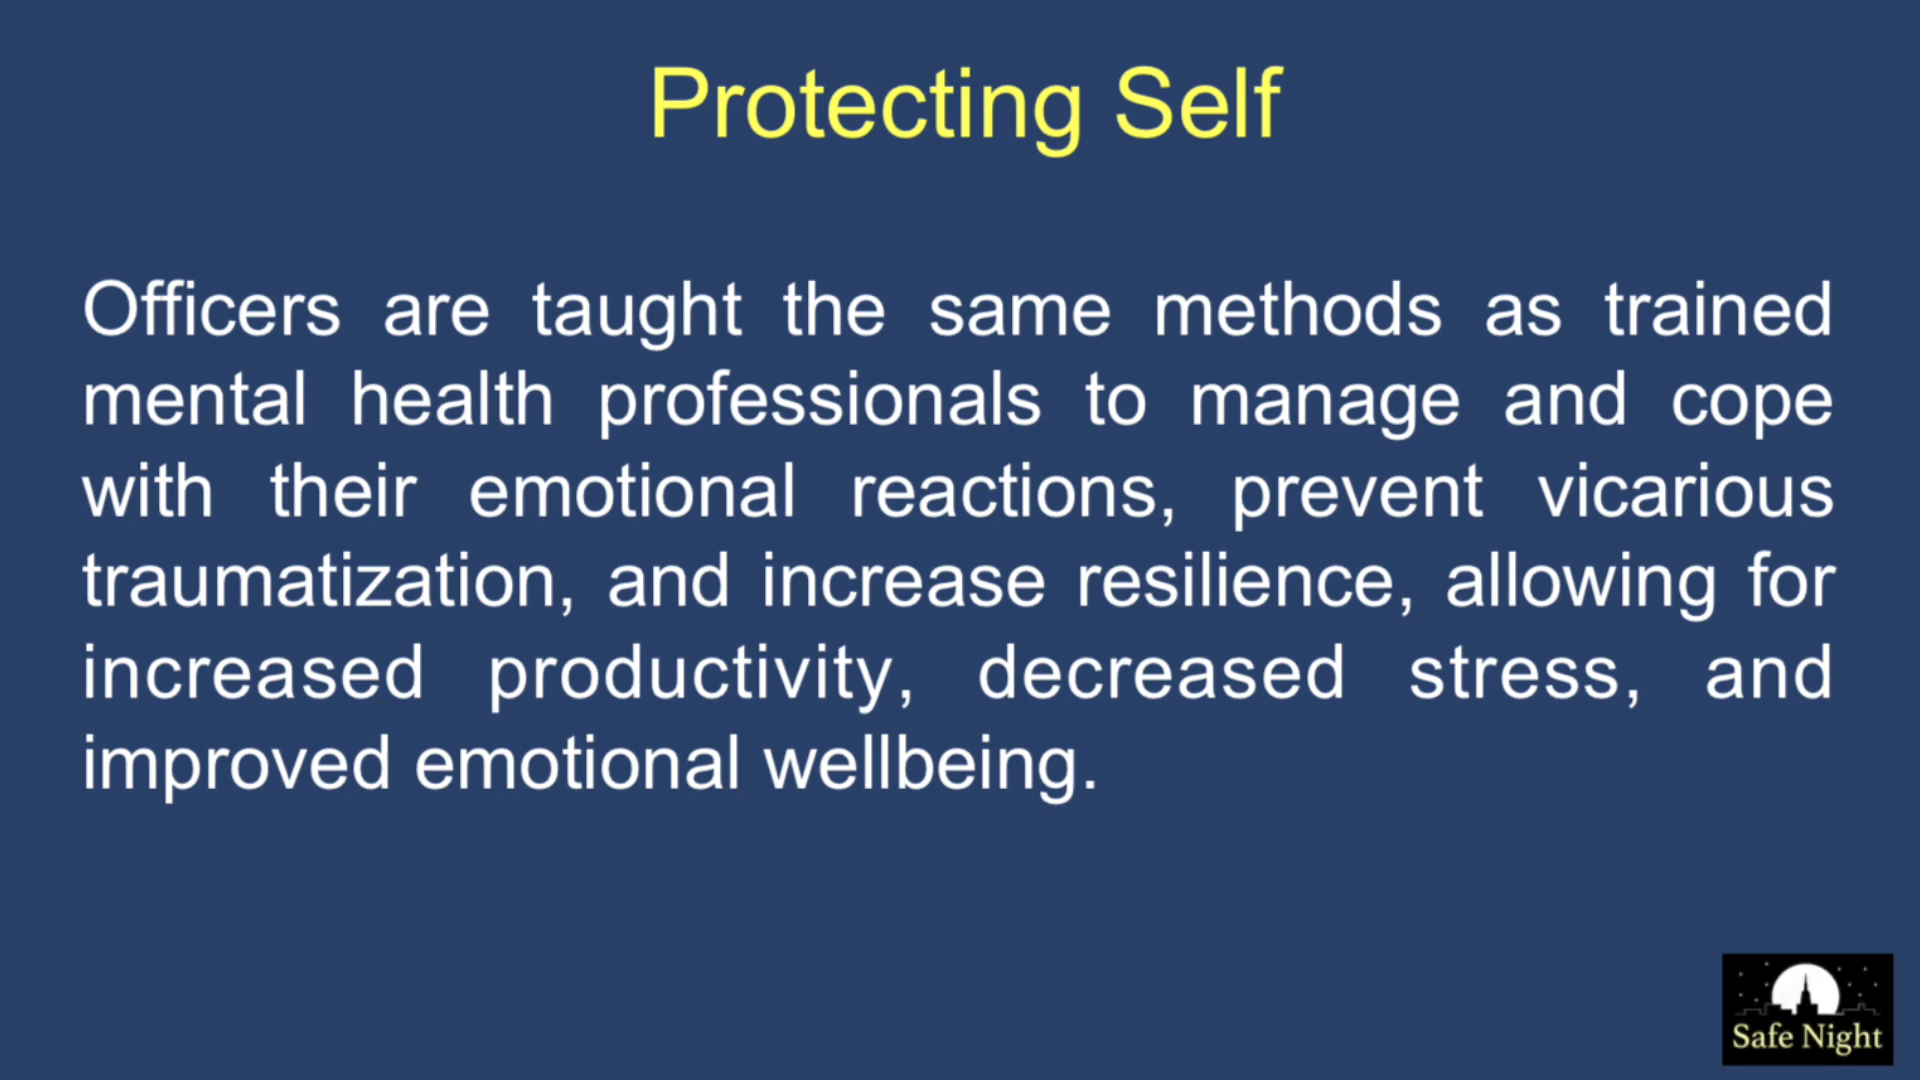 Protecting Self
Officers are taught the same methods as trained
mental health professionals to manage and cope
with their emotional reactions, prevent vicarious
traumatization, and increase resilience, allowing for
increased productivity, decreased stress, and
improved emotional wellbeing.
Safe Night